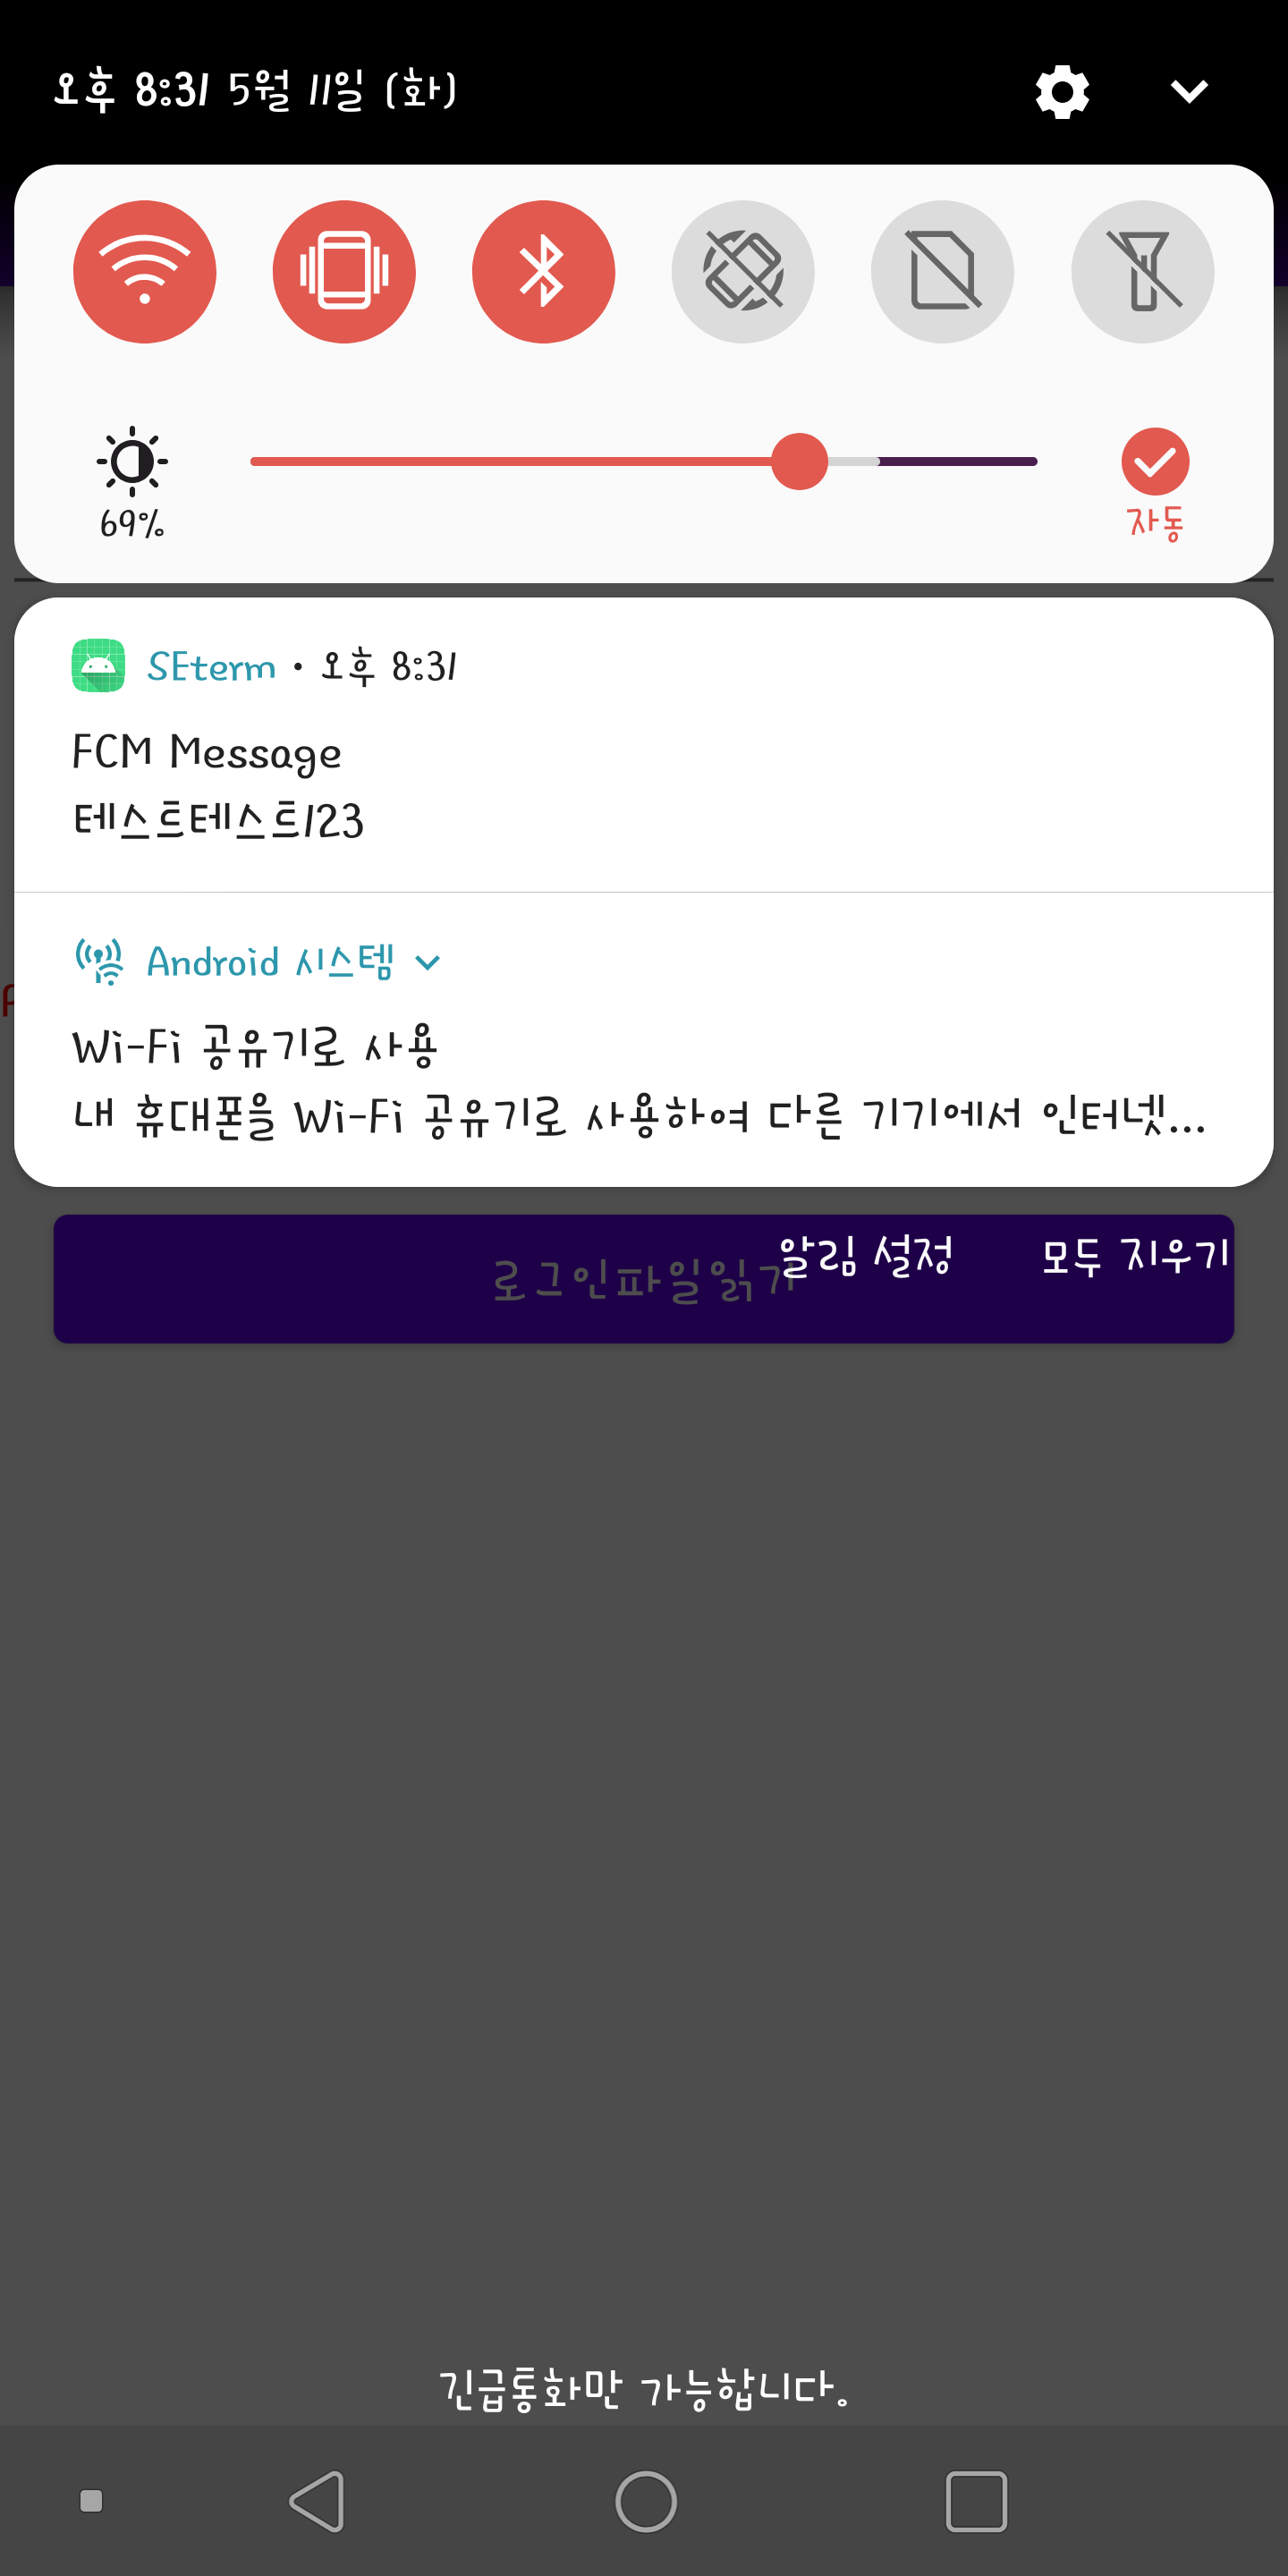 오후 8:31 5월 11일 (화)
69%
자동
SEterm • 오후 8:31
FCM Message
테스트테스트123
Android 시스템
Wi-Fi 공유기로 사용
내 휴대폰을 Wi-Fi 공유기로 사용하여 다른 기기에서 인터넷...
로그인파일읽기
알림 설정 모두 지우기
긴급통화만 가능합니다.